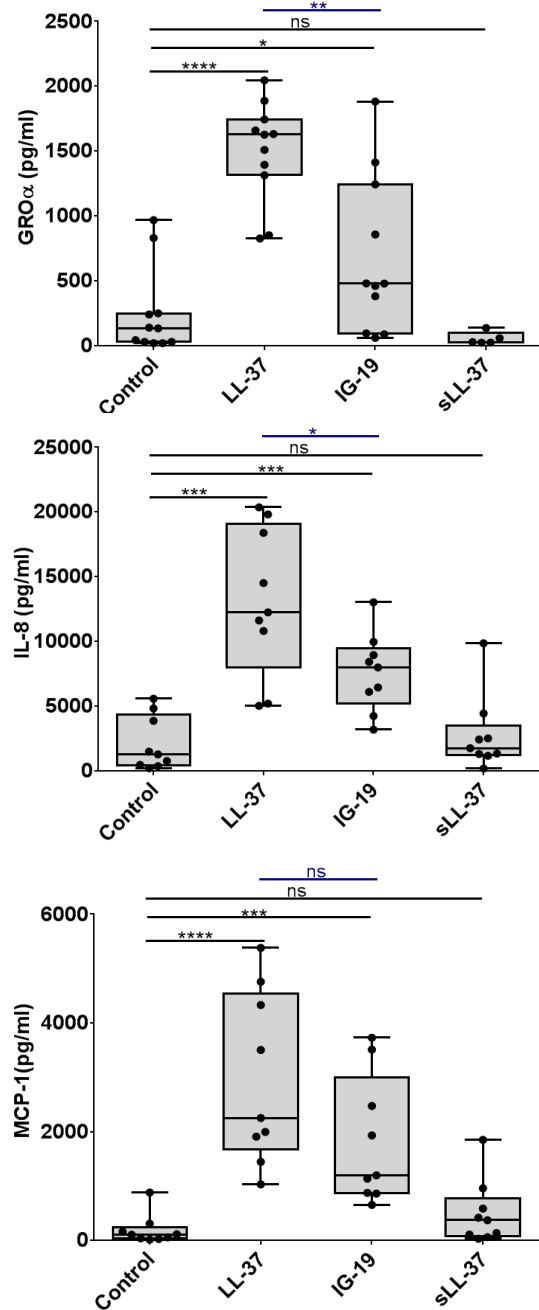 **
ns
*
****
2500
2000
1500
1000
500
0
GROα (pg/ml)
Control
LL-37
IG-19
sLL-37
*
ns
***
***
25000
20000
15000
10000
5000
0
IL-8 (pg/ml)
Control
LL-37
IG-19
sLL-37
ns
ns
***
****
6000
4000
2000
0
MCP-1(pg/ml)
Control
LL-37
IG-19
sLL-37